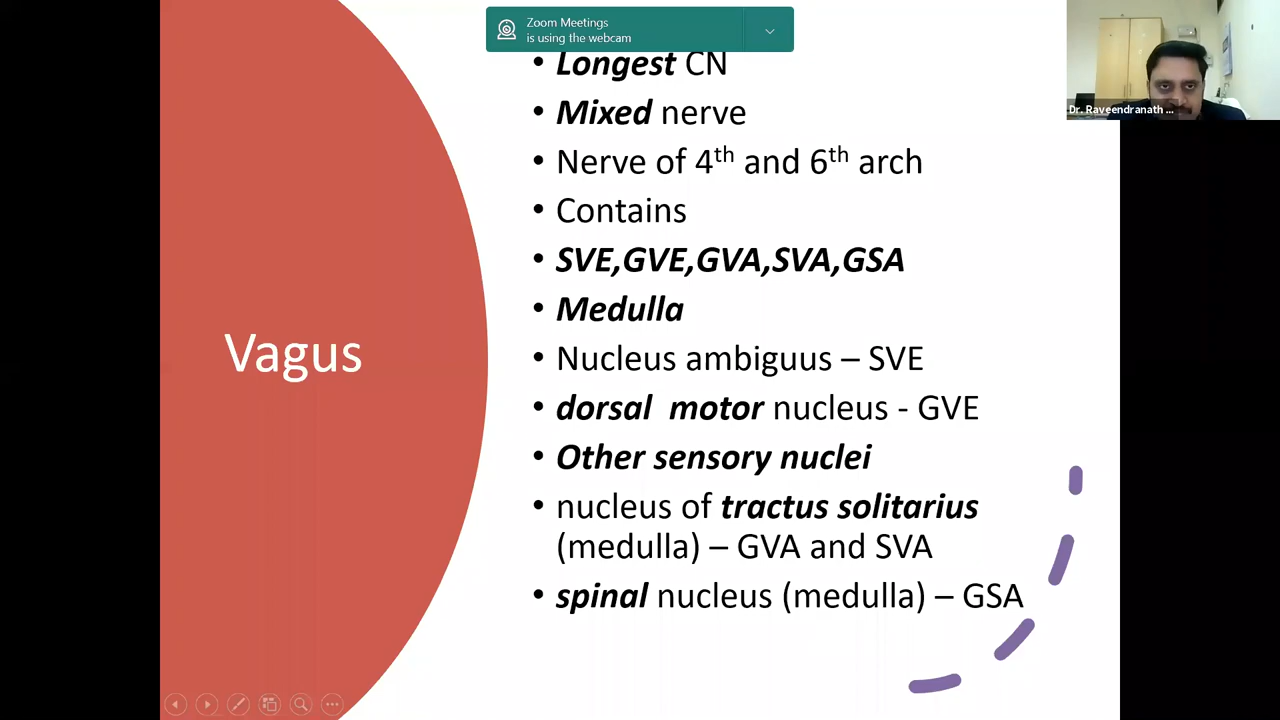 Zoom Meetings
is using the webcam
Dr. Raveendranath ...
• Longest CN
• Mixed nerve
• Nerve of 4th and 6th arch
• Contains
• SVE,GVE,GVA,SVA,GSA
• Medulla
Vagus
• Nucleus ambiguus – SVE
• dorsal motor nucleus - GVE
• Other sensory nuclei
• nucleus of tractus solitarius
(medulla) – GVA and SVA
• spinal nucleus (medulla) – GSA